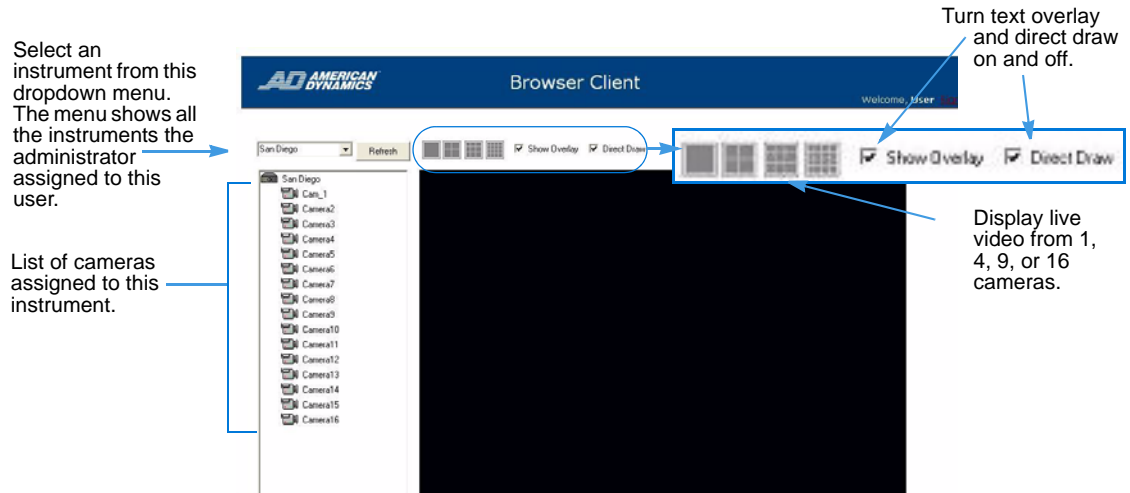 Turn text overlay
and direct draw
on and off.
Select an
instrument from this
dropdown menu.
The menu shows all
the instruments the
administrator
assigned to this
user.
AD AMERICAN
DYNAMICS
Browser Client
Welcome, User
San Diego
Refresh
Show Overlay
Direct Draw
Show Overlay
Direct Draw
San Diego
Cam_1
Camera2
Camera3
Camera4
Camera5
Camera6
Camera7
Camera8
Camera9
Camera10
Camera11
Camera12
Camera13
Camera14
Camera15
Camera16
List of cameras
assigned to this
instrument.
Display live
video from 1,
4, 9, or 16
cameras.